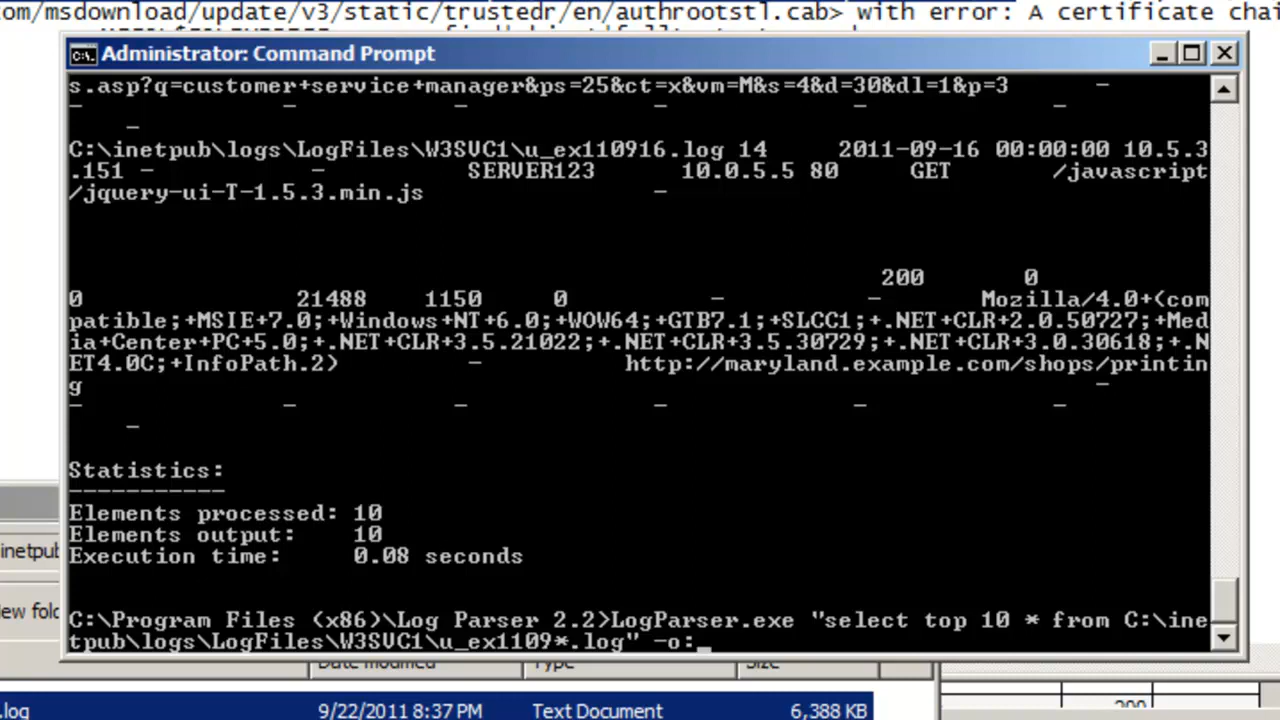 com/msdownload/update/v3/static/trustedr/en/authrootstl.cab> with error: A certificate chai
Administrator: Command Prompt
s.asp?q=customer+service+manager&ps=25&ct=x&vm=M&s=4&d=30&dl=1&p=3 -
- - - - - -
-
C:\inetpub\logs\LogFiles\W3SVC1\u_ex110916.log 14 2011-09-16 00:00:00 10.5.3
.151 - - SERVER123 10.0.5.5 80 GET /javascript
/jquery-ui-T-1.5.3.min.js -
200 0
0 21488 1150 0 - - Mozilla/4.0+(com
patible;+MSIE+7.0;+Windows+NT+6.0;+WOW64;+GTB7.1;+SLCC1;+.NET+CLR+2.0.50727;+Med
ia+Center+PC+5.0;+.NET+CLR+3.5.21022;+.NET+CLR+3.5.30729;+.NET+CLR+3.0.30618;+.N
ET4.0C;+InfoPath.2) - http://maryland.example.com/shops/printin
g -
- - - - - -
-
Statistics:
-----------
Elements processed: 10
Elements output: 10
Execution time: 0.08 seconds
C:\Program Files (x86)\Log Parser 2.2>LogParser.exe "select top 10 * from C:\ine
tpub\logs\LogFiles\W3SVC1\u_ex1109*.log" -o:_
inetpub
New fold
Date modified Type Size
.log 9/22/2011 8:37 PM Text Document 6,388 KB
200